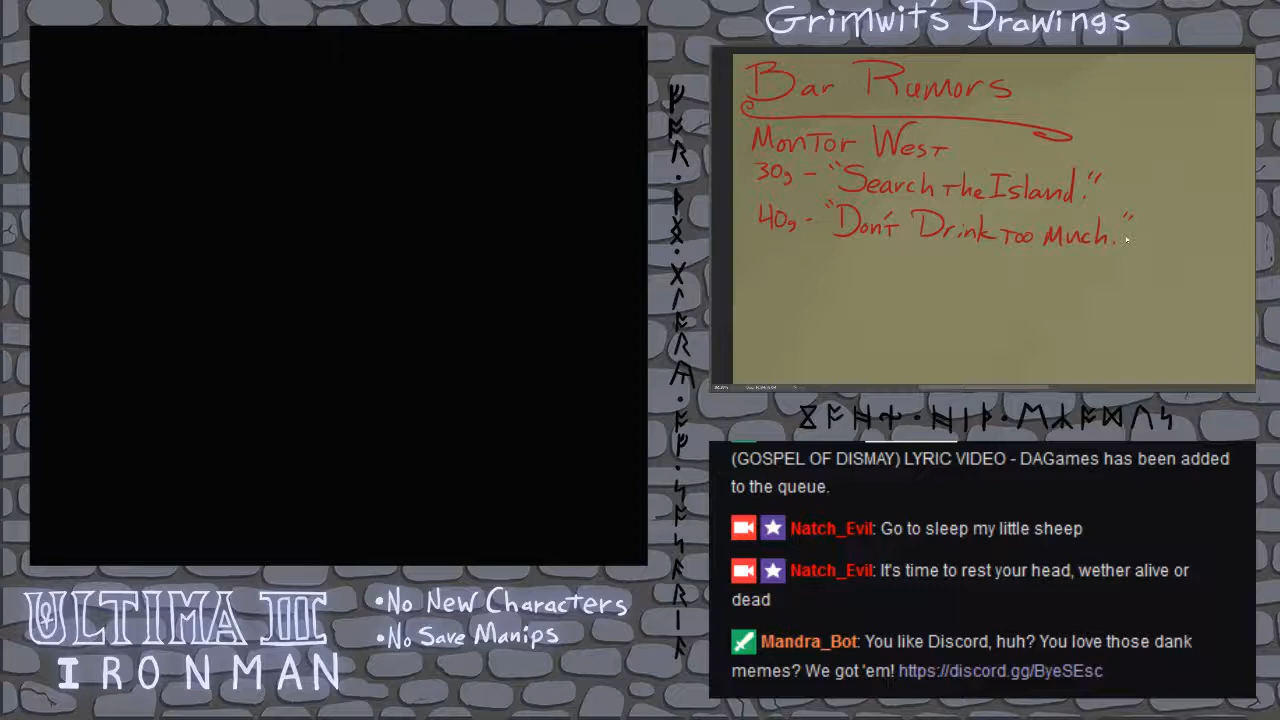 Grimwit's Drawings
Bar Rumors
MonTor West
30g - "Search the Island."
40g - "Don't Drink Too Much."
(GOSPEL OF DISMAY) LYRIC VIDEO - DAGames has been added
to the queue.
Natch_Evil: Go to sleep my little sheep
Natch_Evil: It's time to rest your head, wether alive or
dead
Mandra_Bot: You like Discord, huh? You love those dank
memes? We got 'em! https://discord.gg/ByeSEsc
ULTIMA III
IRONMAN
•No New Characters
•No Save Manips